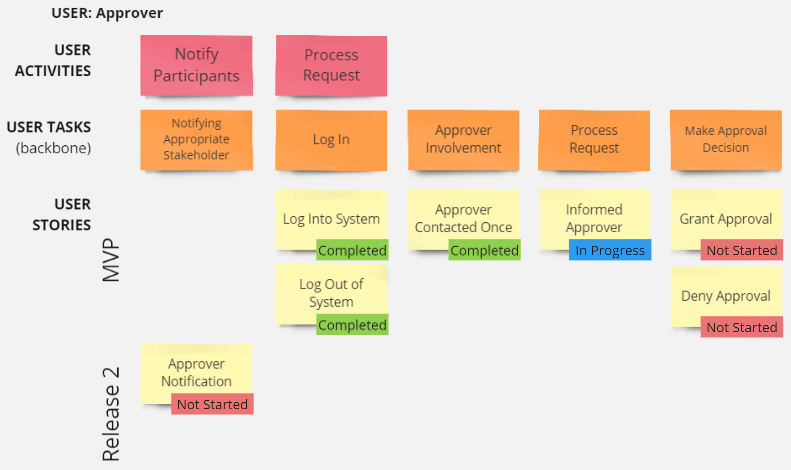 USER: Approver
USER
ACTIVITIES
Notify
Participants
Process
Request
USER TASKS
(backbone)
Notifying
Appropriate
Stakeholder
Log In
Approver
Involvement
Process
Request
Make Approval
Decision
USER
STORIES
MVP
Log Into System
Completed
Approver
Contacted Once
Completed
Informed
Approver
In Progress
Grant Approval
Not Started
Log Out of
System
Completed
Deny Approval
Not Started
Release 2
Approver
Notification
Not Started